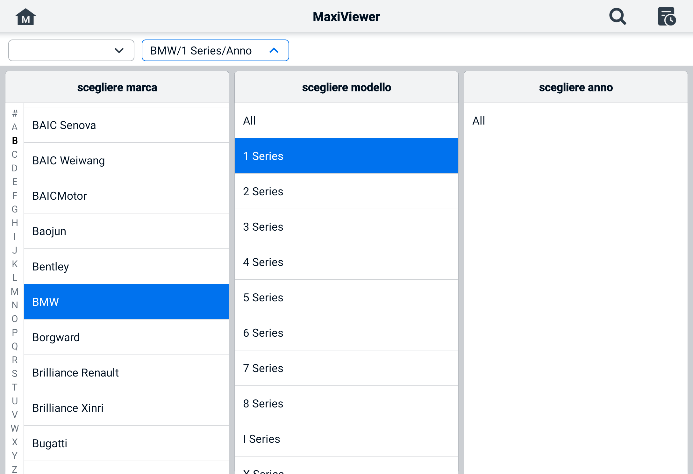 M
MaxiViewer
BMW/1 Series/Anno
scegliere marca
scegliere modello
scegliere anno
#
A
B
C
D
E
F
G
H
I
J
K
L
M
N
O
P
Q
R
S
T
U
V
W
X
Y
Z
BAIC Senova
BAIC Weiwang
BAICMotor
Baojun
Bentley
BMW
Borgward
Brilliance Renault
Brilliance Xinri
Bugatti
All
1 Series
2 Series
3 Series
4 Series
5 Series
6 Series
7 Series
8 Series
I Series
X Series
All